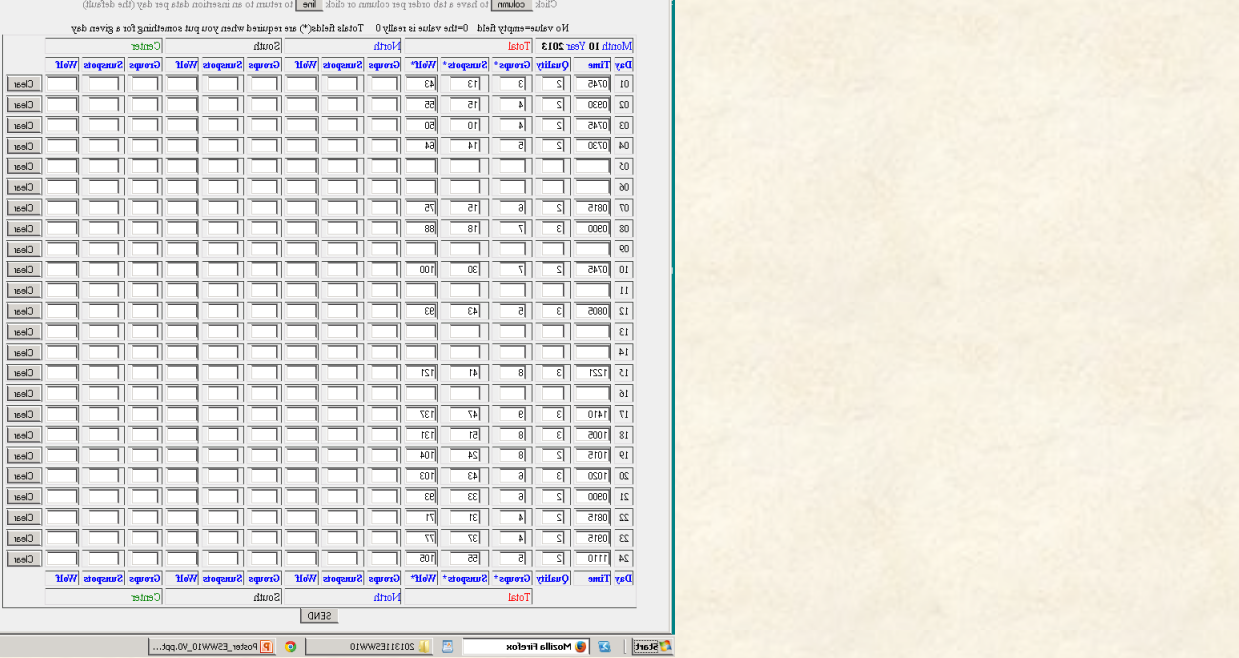 Click column to have a tab order per column or click line to return to an insertion data per day (the default)
No value=empty field 0=the value is really 0 Totals fields(*) are required when you put something for a given day
Month 10 Year 2013 Total North South Center
Day Time Quality Groups* Sunspots* Wolf* Groups Sunspots Wolf Groups Sunspots Wolf Groups Sunspots Wolf
01 0745 2 3 13 43 Clear
02 0930 2 4 15 55 Clear
03 0745 2 4 10 50 Clear
04 0730 2 5 14 64 Clear
05 Clear
06 Clear
07 0815 2 6 15 75 Clear
08 0900 3 7 18 88 Clear
09 Clear
10 0745 2 7 30 100 Clear
11 Clear
12 0805 3 5 43 93 Clear
13 Clear
14 Clear
15 1221 3 8 41 121 Clear
16 Clear
17 1410 3 9 47 137 Clear
18 1005 3 8 51 131 Clear
19 1015 2 8 24 104 Clear
20 1020 3 6 43 103 Clear
21 0900 2 6 33 93 Clear
22 0815 2 4 31 71 Clear
23 0915 2 4 37 77 Clear
24 1110 2 5 55 105 Clear
Day Time Quality Groups* Sunspots* Wolf* Groups Sunspots Wolf Groups Sunspots Wolf Groups Sunspots Wolf
Total North South Center
SEND
Start Mozilla Firefox 201311ESWW10 Poster_ESWW10_V0.ppt...